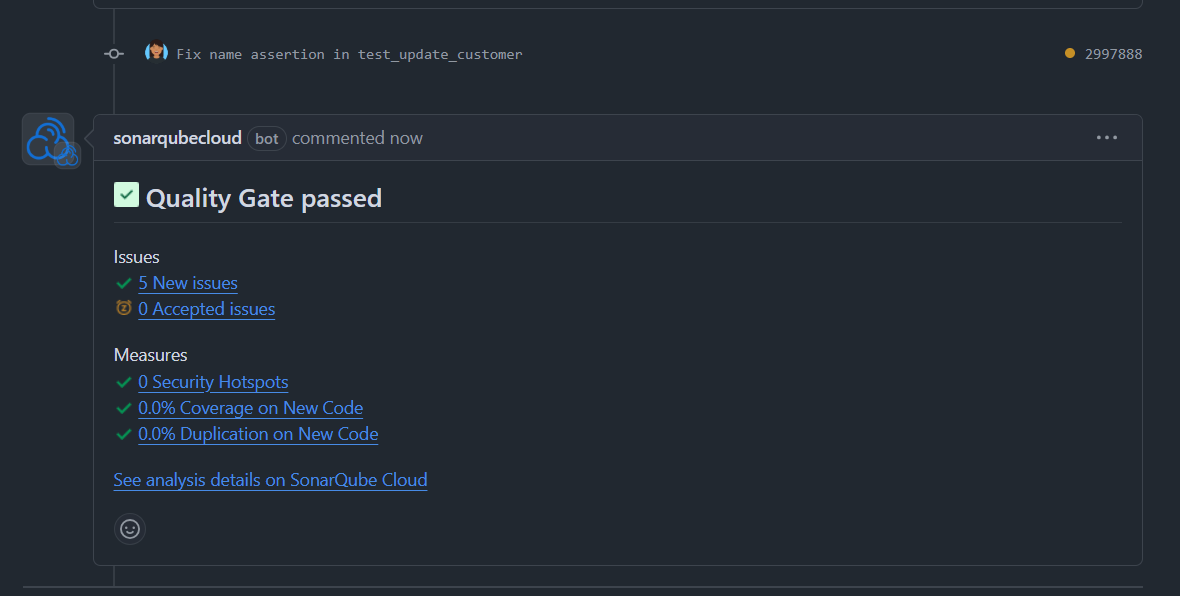 Fix name assertion in test_update_customer
2997888
sonarqubecloud bot commented now
Quality Gate passed
Issues
5 New issues
0 Accepted issues
Measures
0 Security Hotspots
0.0% Coverage on New Code
0.0% Duplication on New Code
See analysis details on SonarQube Cloud